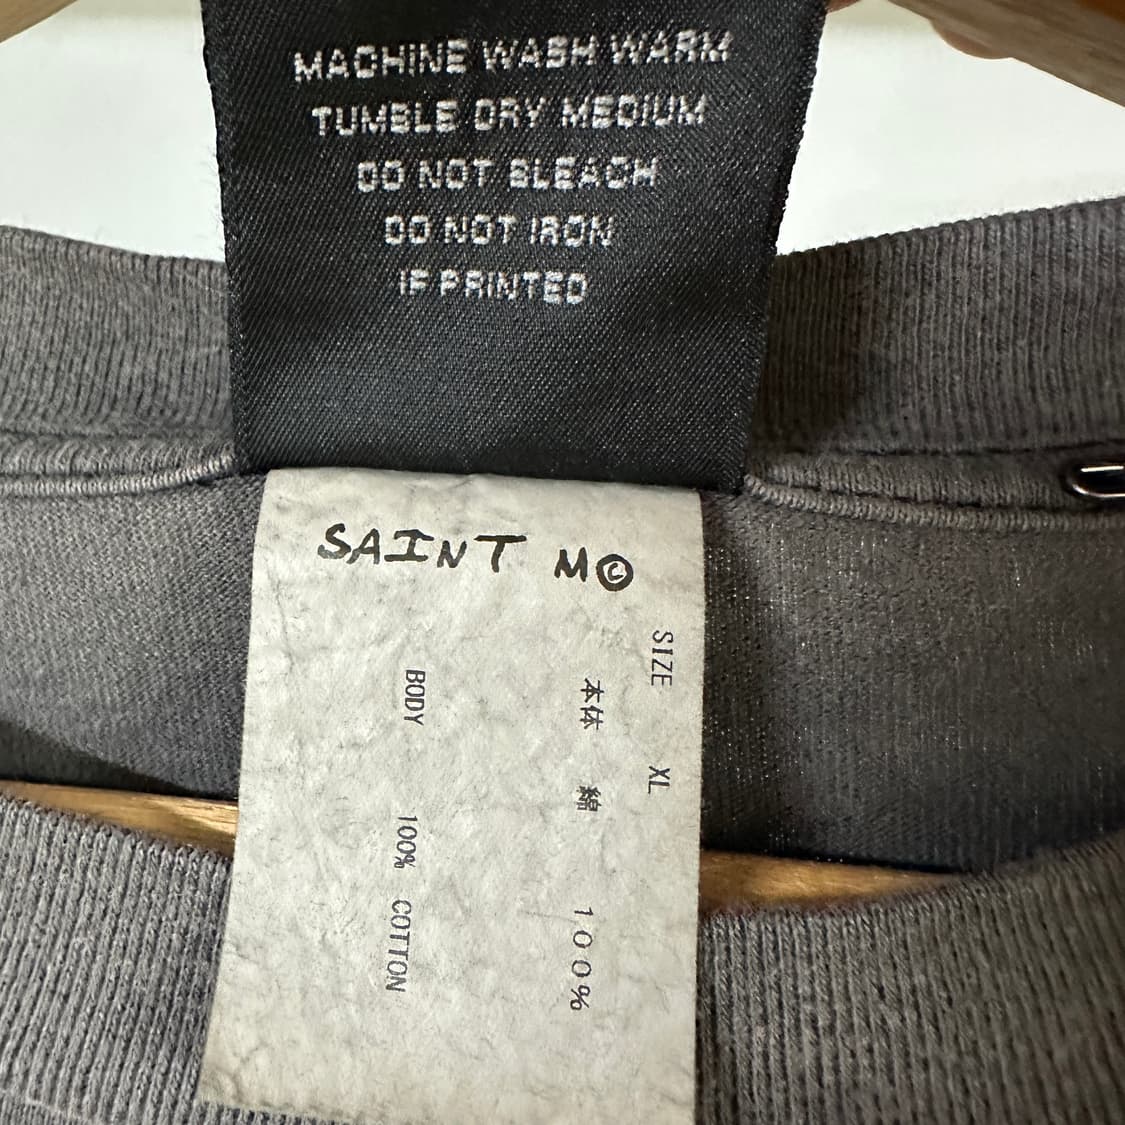 MACHINE WASH WARM
TUMBLE DRY MEDIUM
DO NOT BLEACH
DO NOT IRON
IF PRINTED
SAINT M©
SIZE XL
本体 綿 100%
BODY 100% COTTON